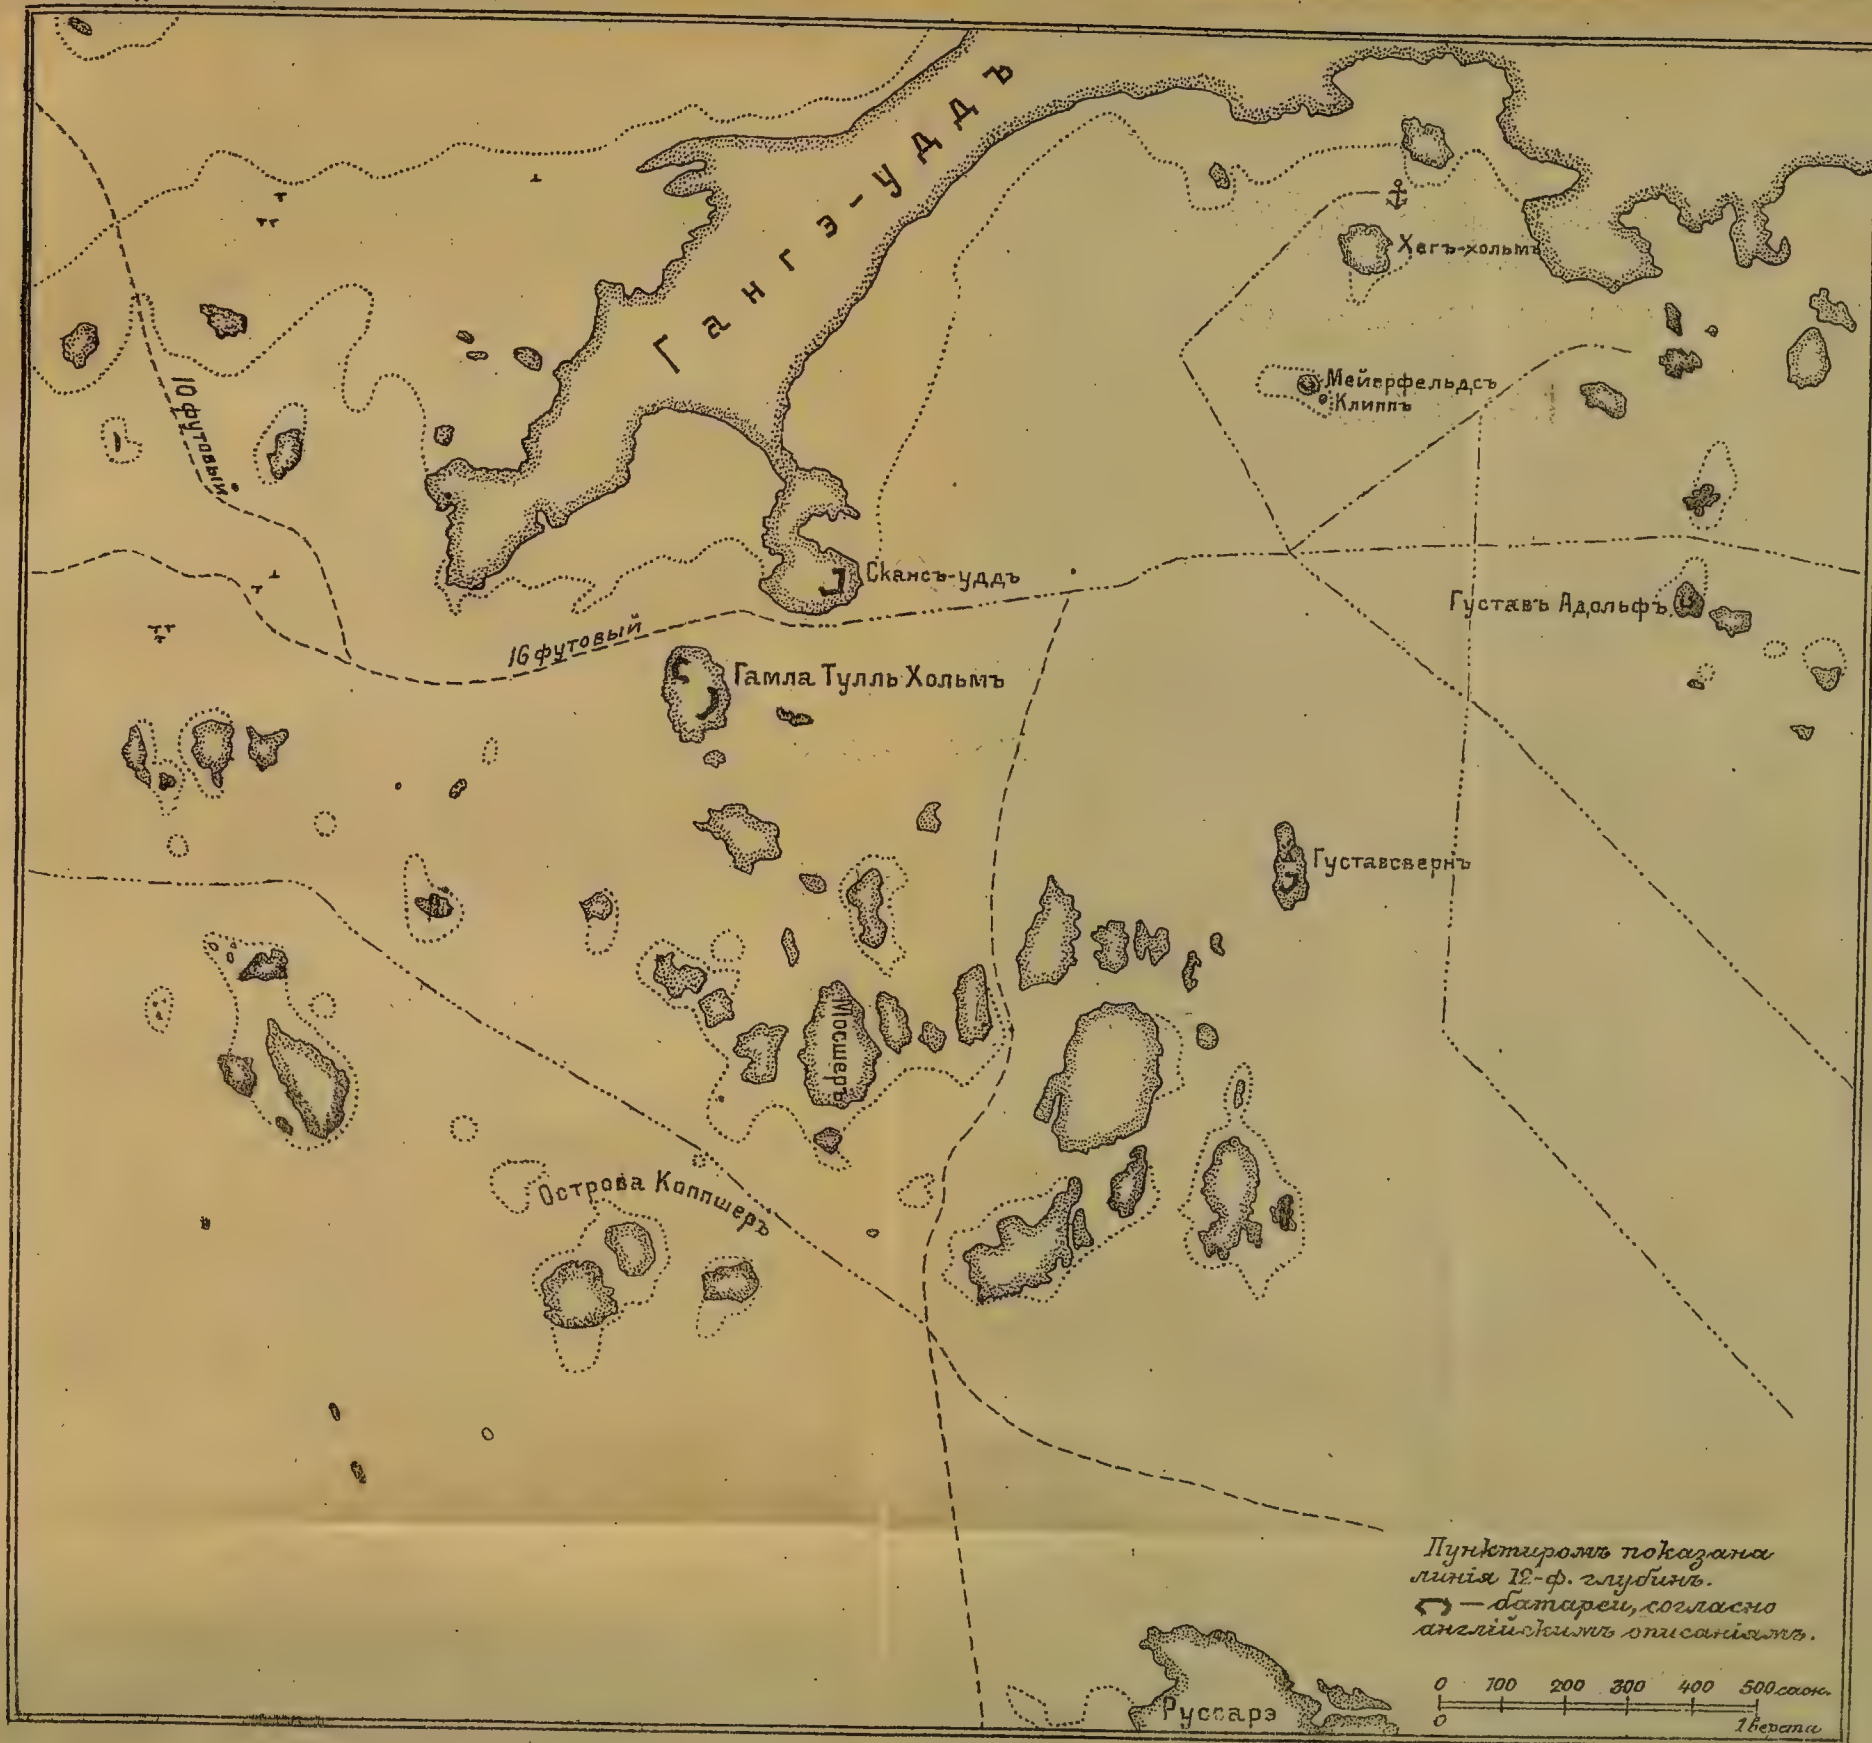 Гангэ-уддъ
Хегъ-хольмъ
Мейерфельдсъ
Клиппъ
10 футовый
Скансъ-уддъ
Густавъ Адольфъ
16 футовый
Гамла Тулль Хольмъ
Густавсвернъ
Мосшеръ
Острова Коппшеръ
Пунктиромъ показана
линія 12-ф. глубинъ.
— батареи, согласно
англійскимъ описаніямъ.
0 100 200 300 400 500 саж.
0 1 верста
Руссарэ